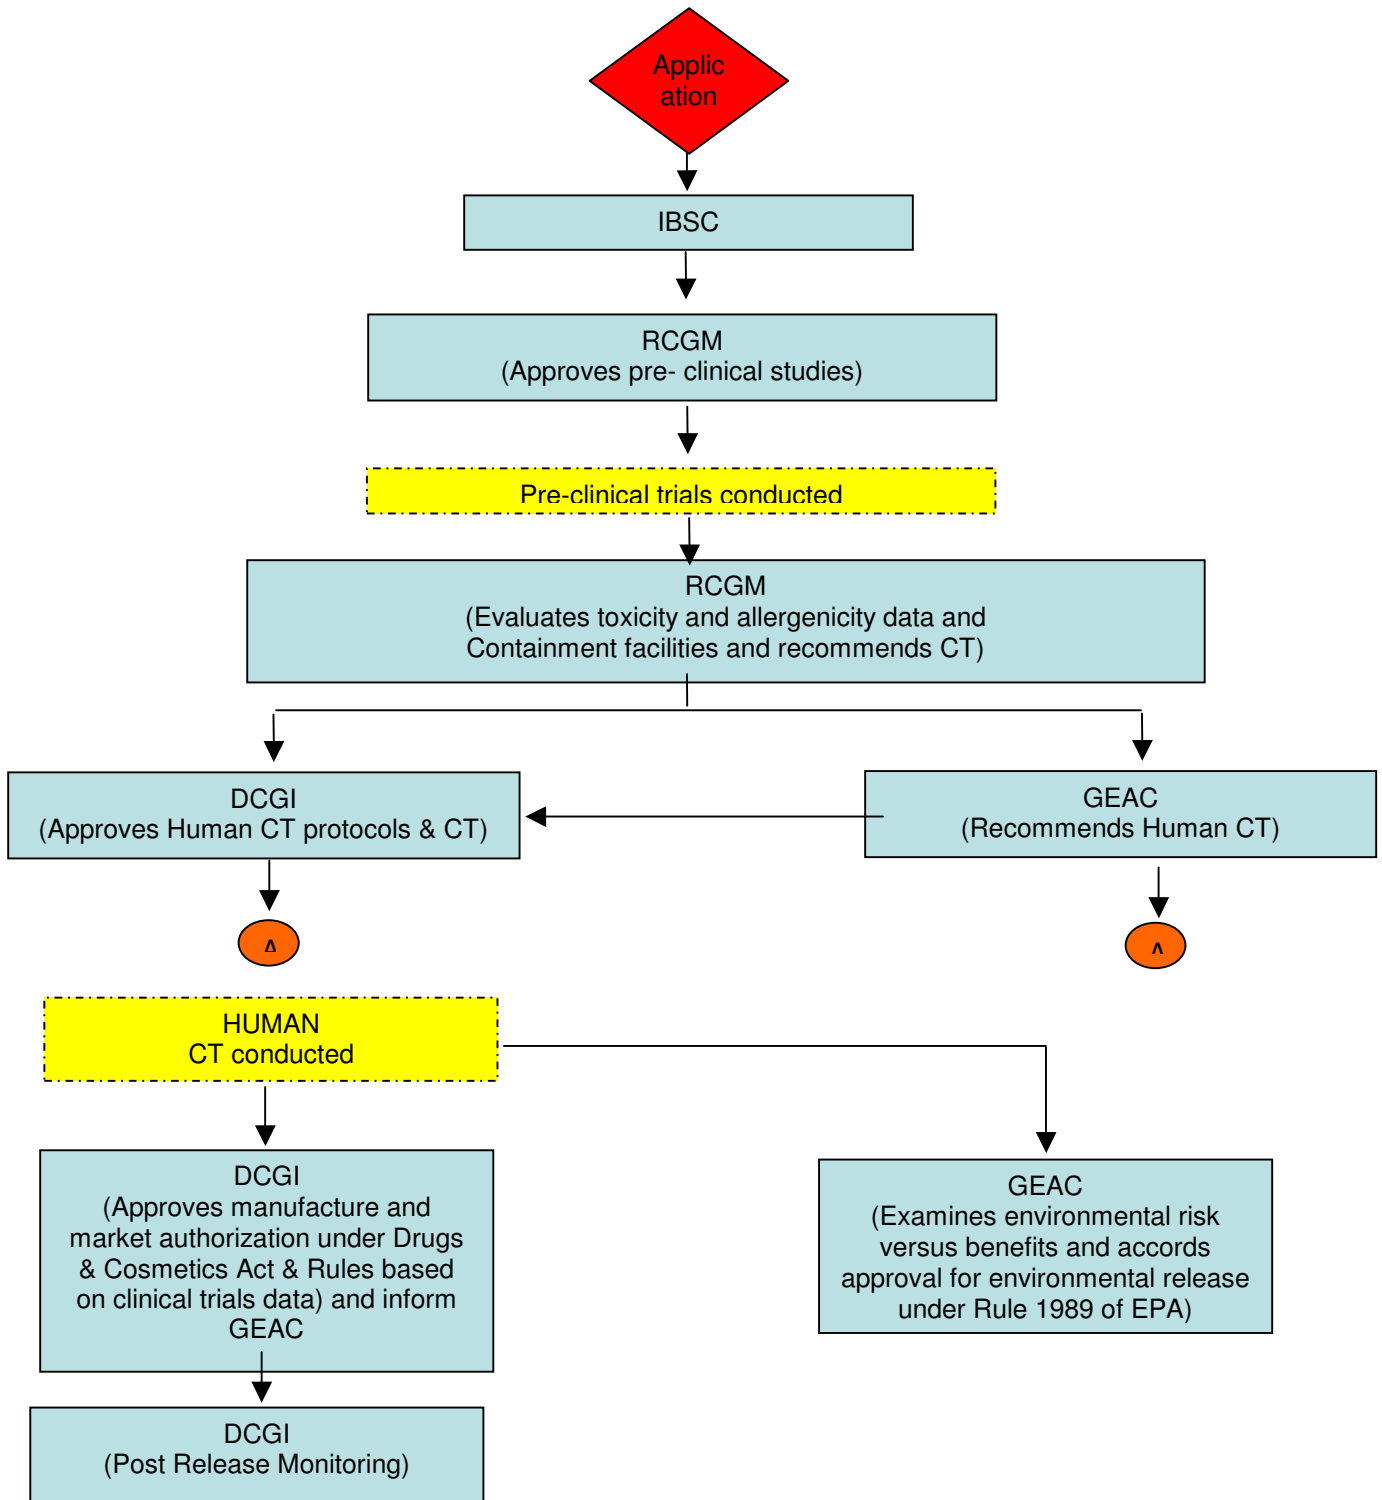 Applic
ation
IBSC
RCGM
(Approves pre- clinical studies)
Pre-clinical trials conducted
RCGM
(Evaluates toxicity and allergenicity data and
Containment facilities and recommends CT)
DCGI
(Approves Human CT protocols & CT)
GEAC
(Recommends Human CT)
HUMAN
CT conducted
DCGI
(Approves manufacture and
market authorization under Drugs
& Cosmetics Act & Rules based
on clinical trials data) and inform
GEAC
GEAC
(Examines environmental risk
versus benefits and accords
approval for environmental release
under Rule 1989 of EPA)
DCGI
(Post Release Monitoring)